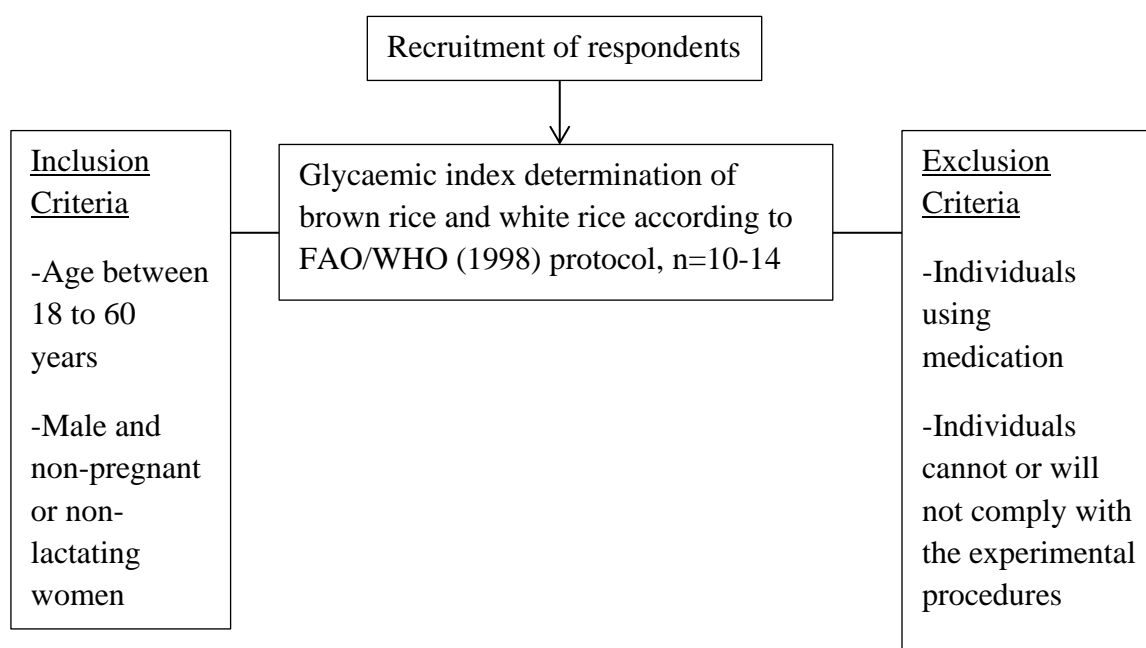 Recruitment of respondents
Inclusion
Criteria
-Age between
18 to 60
years
-Male and
non-pregnant
or non-
lactating
women
Glycaemic index determination of
brown rice and white rice according to
FAO/WHO (1998) protocol, n=10-14
Exclusion
Criteria
-Individuals
using
medication
-Individuals
cannot or will
not comply with
the experimental
procedures